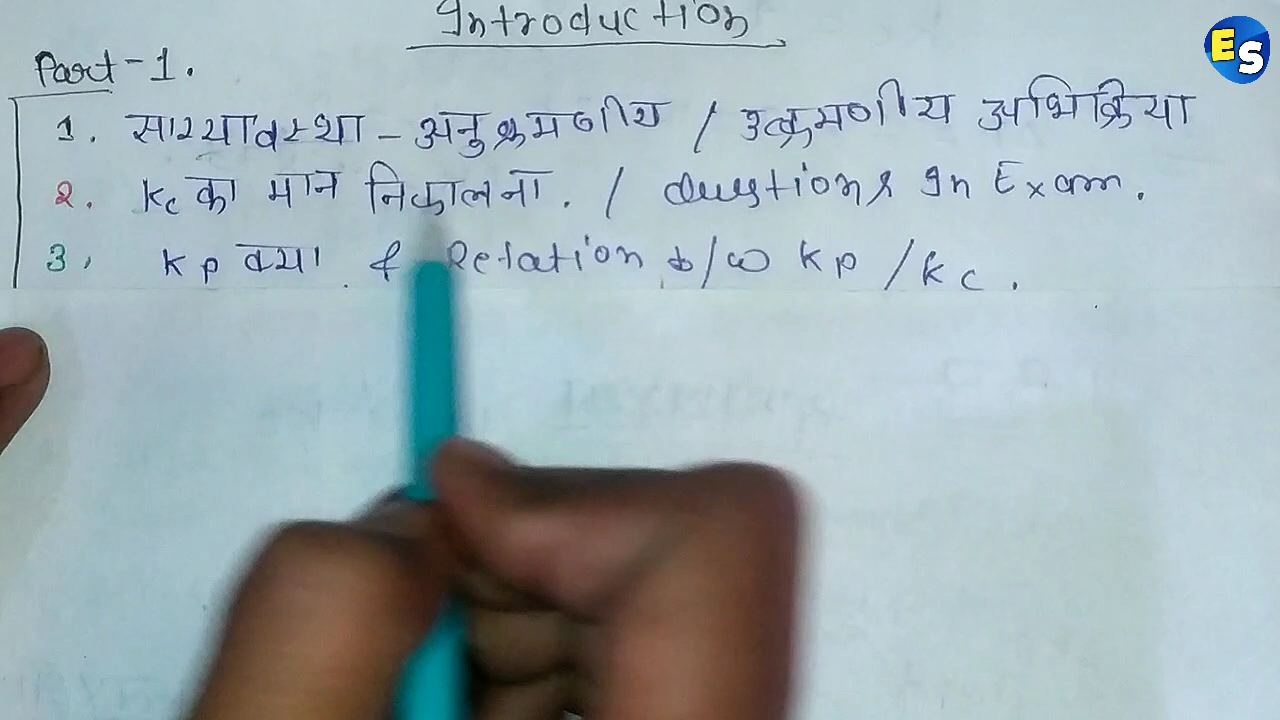 Introduction
ES
Part-1.
1. साम्यावस्था - अनुक्रमणीय / उत्क्रमणीय अभिक्रिया
2. Kc का मान निकालना. / Questions In Exam.
3, Kp क्या & Relation b/w Kp / Kc.